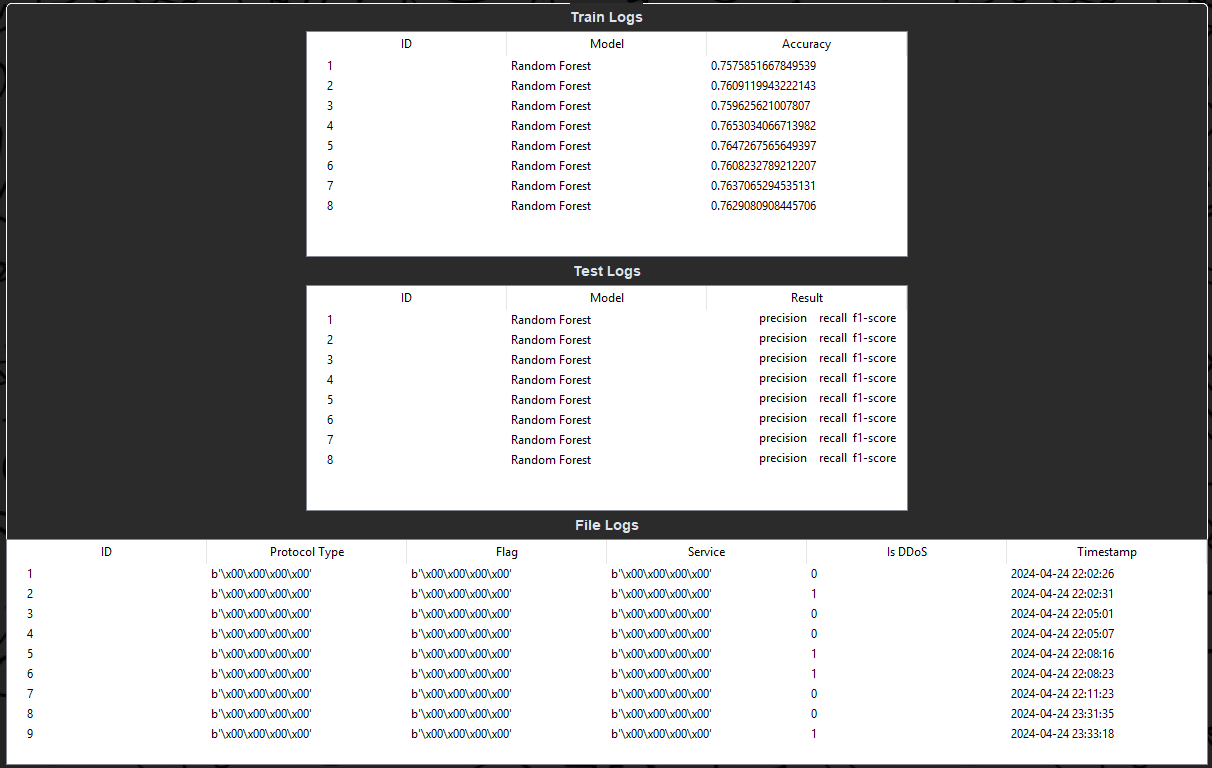 Train Logs
ID Model Accuracy
1 Random Forest 0.7575851667849539
2 Random Forest 0.7609119943222143
3 Random Forest 0.759625621007807
4 Random Forest 0.7653034066713982
5 Random Forest 0.7647267565649397
6 Random Forest 0.7608232789212207
7 Random Forest 0.7637065294535131
8 Random Forest 0.7629080908445706
Test Logs
ID Model Result
1 Random Forest precision recall f1-score
2 Random Forest precision recall f1-score
3 Random Forest precision recall f1-score
4 Random Forest precision recall f1-score
5 Random Forest precision recall f1-score
6 Random Forest precision recall f1-score
7 Random Forest precision recall f1-score
8 Random Forest precision recall f1-score
File Logs
ID Protocol Type Flag Service Is DDoS Timestamp
1 b'\x00\x00\x00\x00' b'\x00\x00\x00\x00' b'\x00\x00\x00\x00' 0 2024-04-24 22:02:26
2 b'\x00\x00\x00\x00' b'\x00\x00\x00\x00' b'\x00\x00\x00\x00' 1 2024-04-24 22:02:31
3 b'\x00\x00\x00\x00' b'\x00\x00\x00\x00' b'\x00\x00\x00\x00' 0 2024-04-24 22:05:01
4 b'\x00\x00\x00\x00' b'\x00\x00\x00\x00' b'\x00\x00\x00\x00' 0 2024-04-24 22:05:07
5 b'\x00\x00\x00\x00' b'\x00\x00\x00\x00' b'\x00\x00\x00\x00' 1 2024-04-24 22:08:16
6 b'\x00\x00\x00\x00' b'\x00\x00\x00\x00' b'\x00\x00\x00\x00' 1 2024-04-24 22:08:23
7 b'\x00\x00\x00\x00' b'\x00\x00\x00\x00' b'\x00\x00\x00\x00' 0 2024-04-24 22:11:23
8 b'\x00\x00\x00\x00' b'\x00\x00\x00\x00' b'\x00\x00\x00\x00' 0 2024-04-24 23:31:35
9 b'\x00\x00\x00\x00' b'\x00\x00\x00\x00' b'\x00\x00\x00\x00' 1 2024-04-24 23:33:18